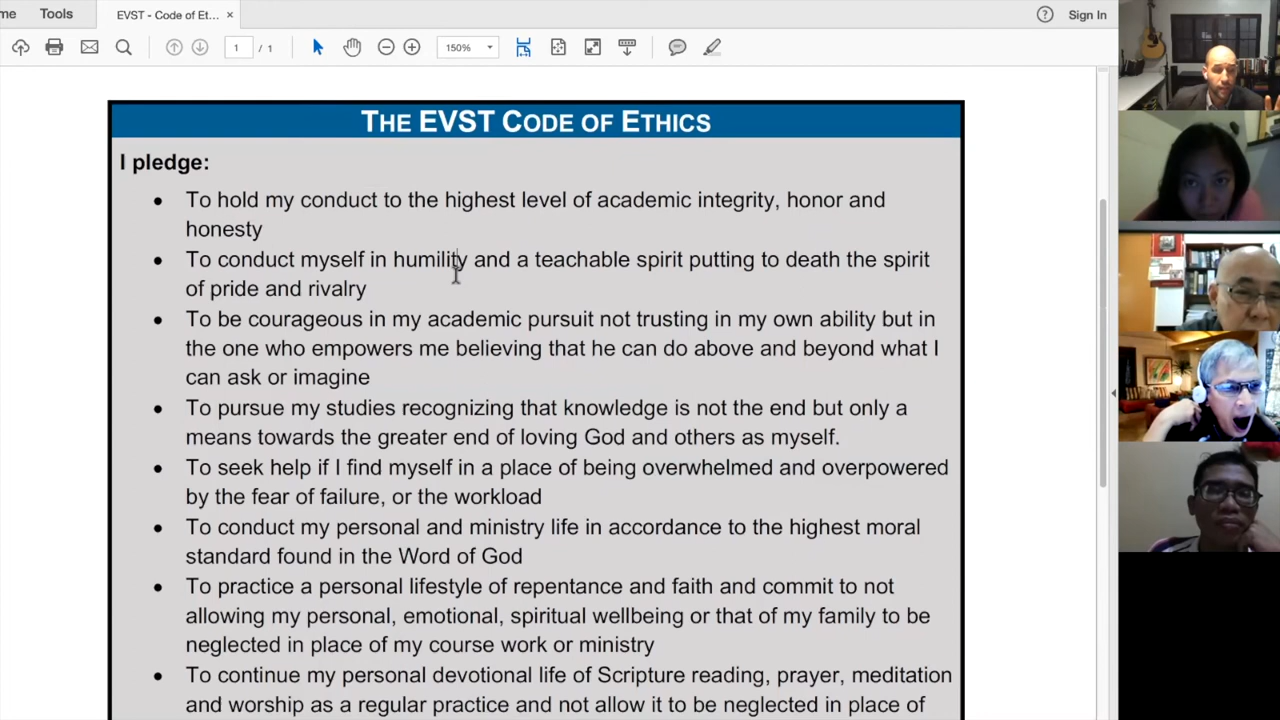 me
Tools
EVST - Code of Et...
×
?
Sign In
1
/ 1
150%
THE EVST CODE OF ETHICS
I pledge:
• To hold my conduct to the highest level of academic integrity, honor and
honesty
• To conduct myself in humility and a teachable spirit putting to death the spirit
of pride and rivalry
• To be courageous in my academic pursuit not trusting in my own ability but in
the one who empowers me believing that he can do above and beyond what I
can ask or imagine
• To pursue my studies recognizing that knowledge is not the end but only a
means towards the greater end of loving God and others as myself.
• To seek help if I find myself in a place of being overwhelmed and overpowered
by the fear of failure, or the workload
• To conduct my personal and ministry life in accordance to the highest moral
standard found in the Word of God
• To practice a personal lifestyle of repentance and faith and commit to not
allowing my personal, emotional, spiritual wellbeing or that of my family to be
neglected in place of my course work or ministry
• To continue my personal devotional life of Scripture reading, prayer, meditation
and worship as a regular practice and not allow it to be neglected in place of